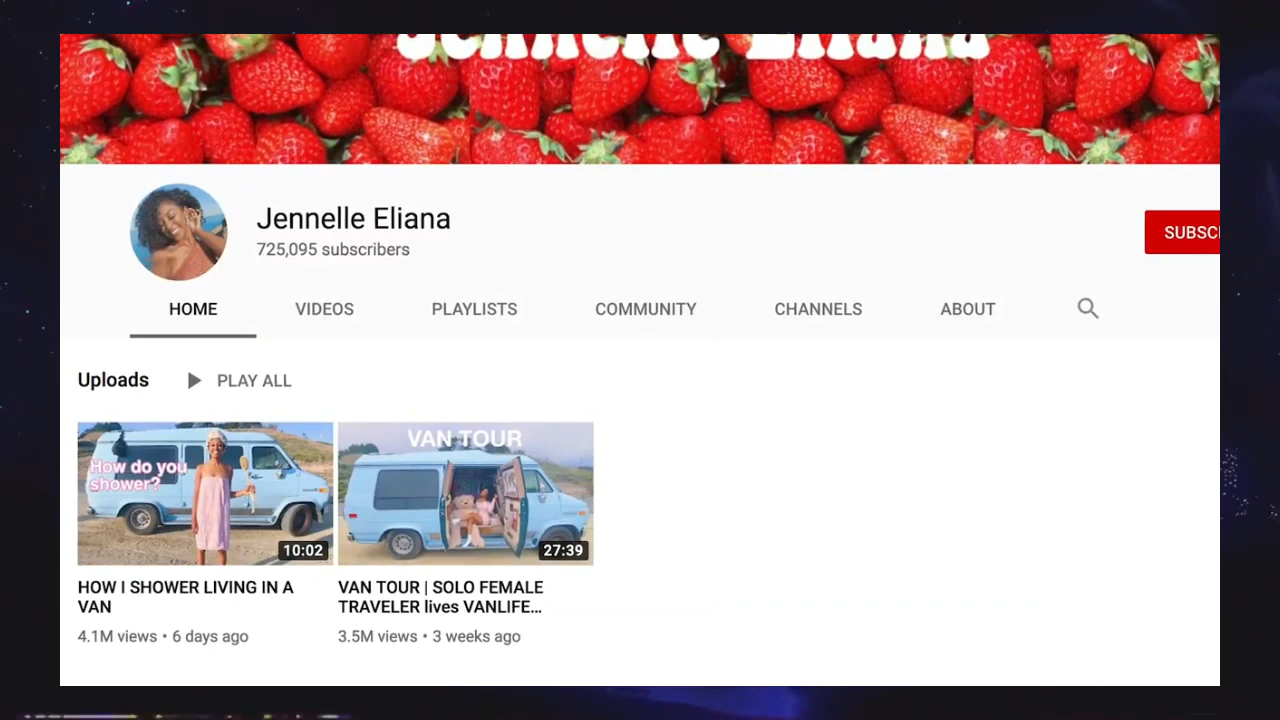 Jennelle Eliana
Jennelle Eliana
725,095 subscribers
SUBSC
HOME VIDEOS PLAYLISTS COMMUNITY CHANNELS ABOUT
Uploads PLAY ALL
How do you
shower?
10:02
VAN TOUR
27:39
HOW I SHOWER LIVING IN A
VAN
4.1M views • 6 days ago
VAN TOUR | SOLO FEMALE
TRAVELER lives VANLIFE...
3.5M views • 3 weeks ago